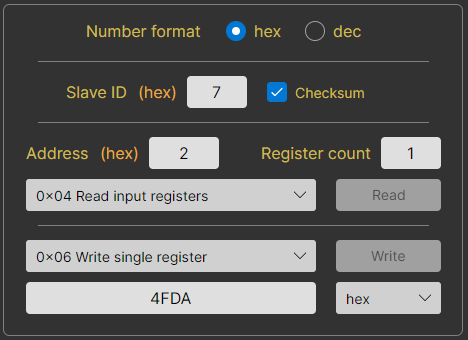 Number format hex dec
Slave ID (hex) 7 Checksum
Address (hex) 2 Register count 1
0×04 Read input registers Read
0×06 Write single register Write
4FDA hex